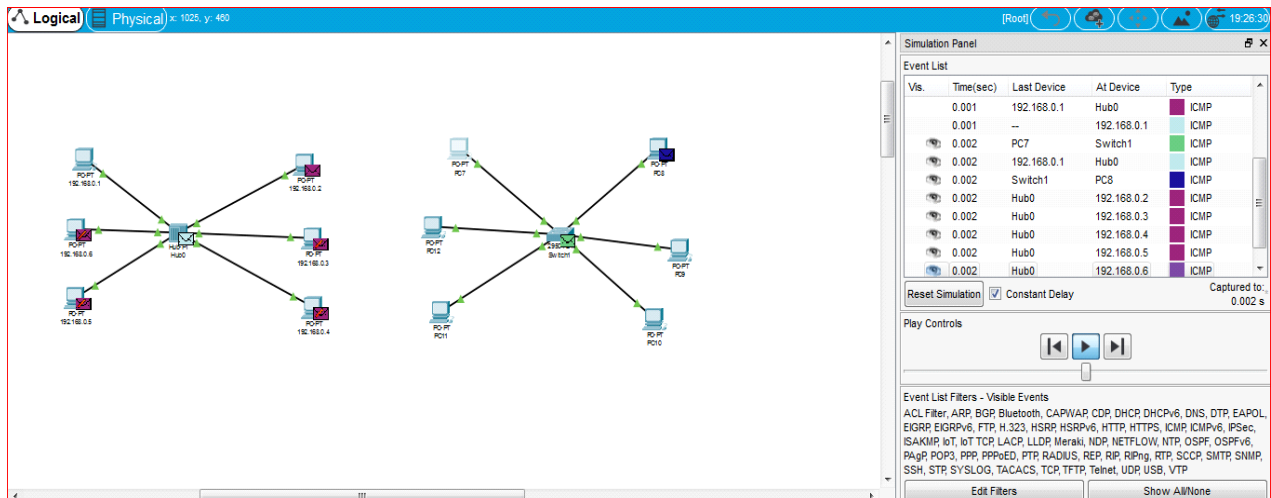 Logical Physical x: 1025, y: 460 [Root] 19:26:30
Simulation Panel
Event List
Vis. Time(sec) Last Device At Device Type
0.001 192.168.0.1 Hub0 ICMP
0.001 -- 192.168.0.1 ICMP
0.002 PC7 Switch1 ICMP
0.002 192.168.0.1 Hub0 ICMP
0.002 Switch1 PC8 ICMP
0.002 Hub0 192.168.0.2 ICMP
0.002 Hub0 192.168.0.3 ICMP
0.002 Hub0 192.168.0.4 ICMP
0.002 Hub0 192.168.0.5 ICMP
0.002 Hub0 192.168.0.6 ICMP
Reset Simulation Constant Delay Captured to:
0.002 s
Play Controls
Event List Filters - Visible Events
ACL Filter, ARP, BGP, Bluetooth, CAPWAP, CDP, DHCP, DHCPv6, DNS, DTP, EAPOL,
EIGRP, EIGRPv6, FTP, H.323, HSRP, HSRPv6, HTTP, HTTPS, ICMP, ICMPv6, IPSec,
ISAKMP, IoT, IoT TCP, LACP, LLDP, Meraki, NDP, NETFLOW, NTP, OSPF, OSPFv6,
PAgP, POP3, PPP, PPPoED, PTP, RADIUS, REP, RIP, RIPng, RTP, SCCP, SMTP, SNMP,
SSH, STP, SYSLOG, TACACS, TCP, TFTP, Telnet, UDP, USB, VTP
Edit Filters Show All/None
PC-PT
192.168.0.1
PC-PT
192.168.0.2
PC-PT
192.168.0.6
Hub0
PC-PT
192.168.0.3
PC-PT
192.168.0.5
PC-PT
192.168.0.4
PC-PT
PC7
PC-PT
PC8
PC-PT
PC12
Switch1
PC-PT
PC9
PC-PT
PC11
PC-PT
PC10